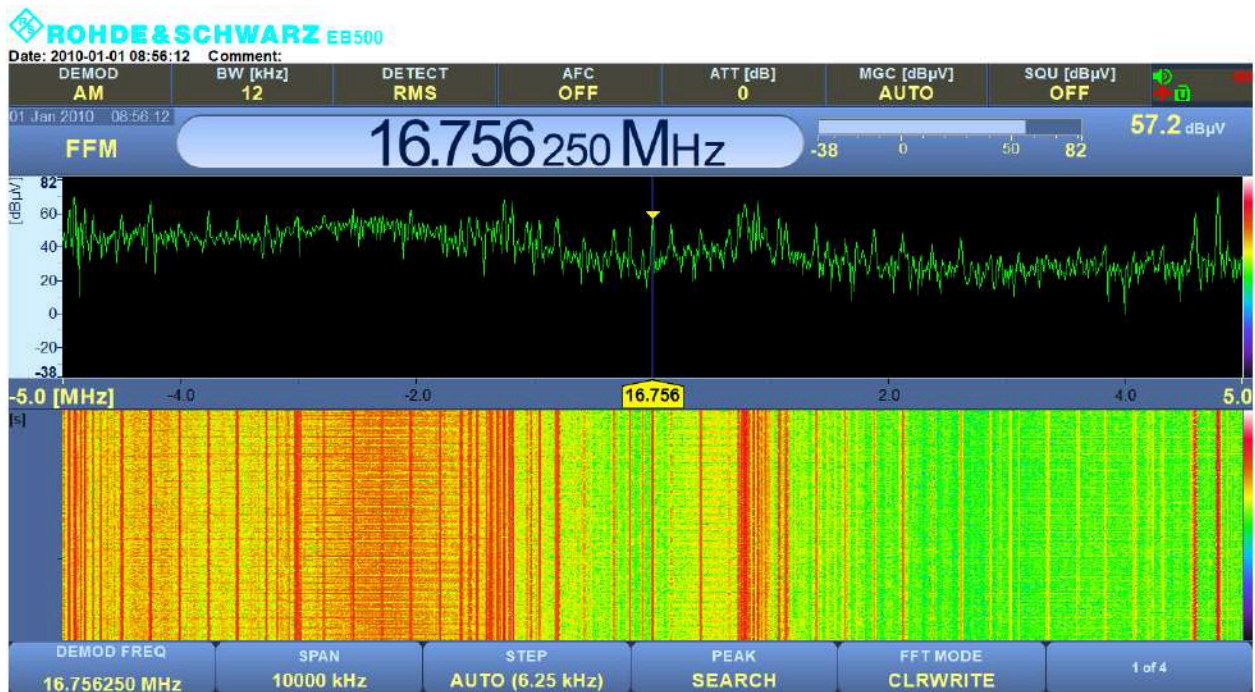 ROHDE & SCHWARZ EB500
Date: 2010-01-01 08:56:12 Comment:
DEMOD BW [kHz] DETECT AFC ATT [dB] MGC [dBµV] SQU [dBµV]
AM 12 RMS OFF 0 AUTO OFF
01 Jan 2010 08:56:12
FFM 16.756 250 MHz 57.2 dBµV
-38 0 50 82
[dBµV]
82
60
40
20
0
-20
-38
-5.0 [MHz] -4.0 -2.0 16.756 2.0 4.0 5.0
[s]
DEMOD FREQ SPAN STEP PEAK FFT MODE 1 of 4
16.756250 MHz 10000 kHz AUTO (6.25 kHz) SEARCH CLRWRITE